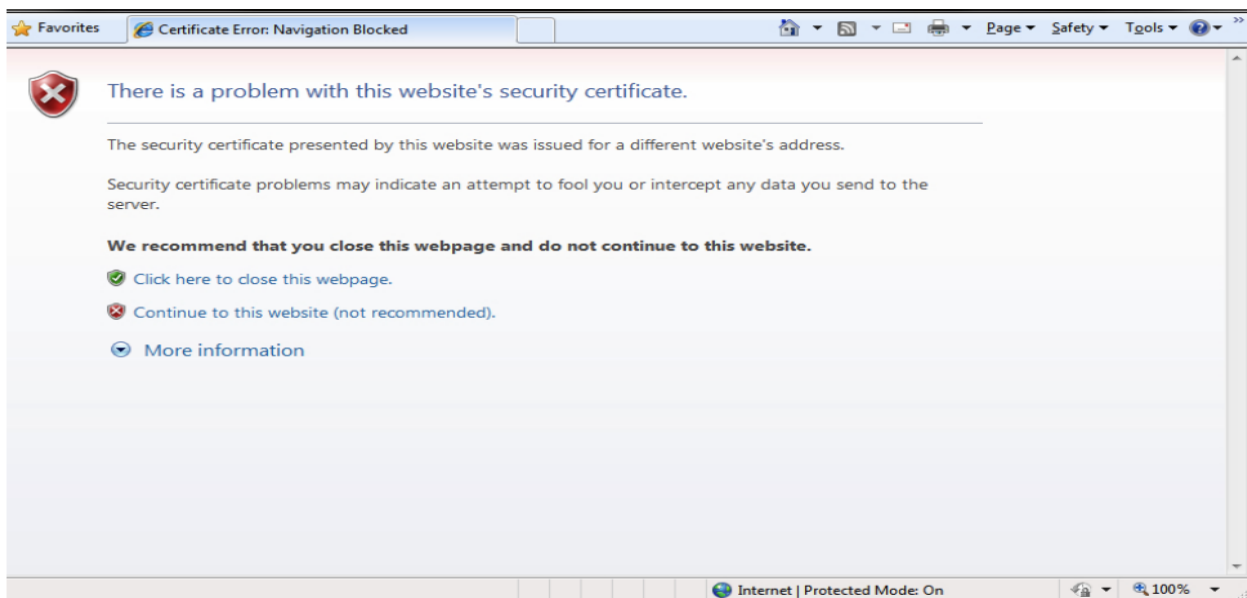 Favorites
Certificate Error: Navigation Blocked
Page
Safety
Tools
There is a problem with this website's security certificate.
The security certificate presented by this website was issued for a different website's address.
Security certificate problems may indicate an attempt to fool you or intercept any data you send to the
server.
We recommend that you close this webpage and do not continue to this website.
Click here to close this webpage.
Continue to this website (not recommended).
More information
Internet | Protected Mode: On
100%